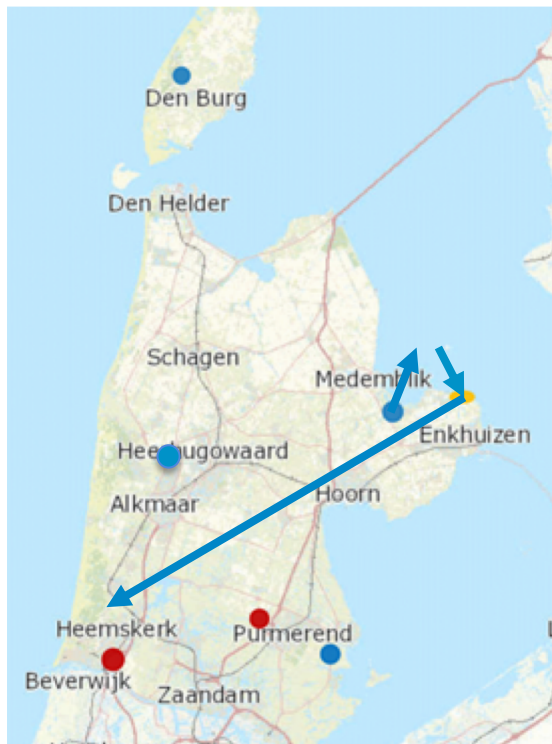 Den Burg
Den Helder
Schagen
Medemblik
Enkhuizen
Heerhugowaard
Hoorn
Alkmaar
Heemskerk
Purmerend
Beverwijk
Zaandam